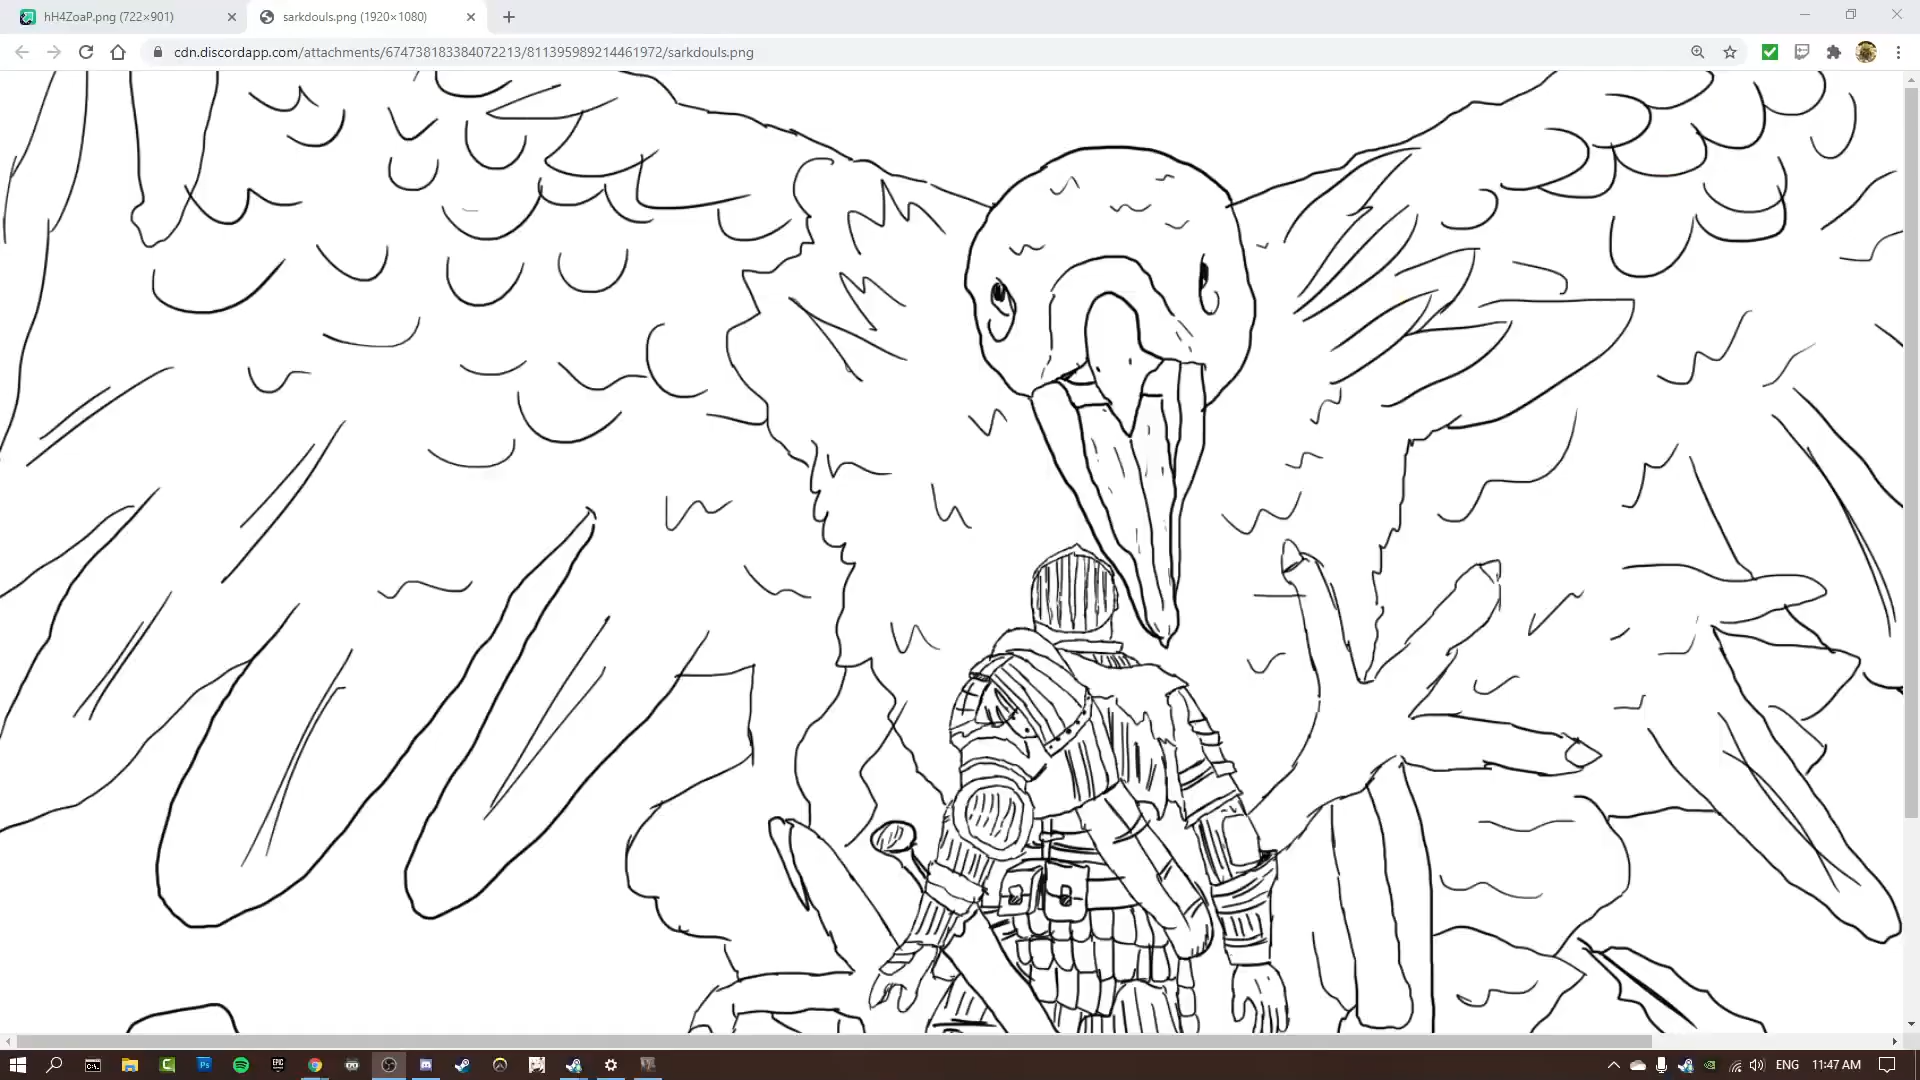 hH4ZoaP.png (722×901)
sarkdouls.png (1920×1080)
cdn.discordapp.com/attachments/674738183384072213/811395989214461972/sarkdouls.png
ENG
11:47 AM